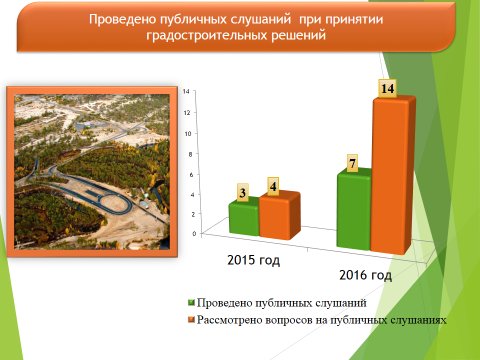 Проведено публичных слушаний при принятии
градостроительных решений
14
12
10
8
6
4
2
0
3
4
7
14
2015 год
2016 год
Проведено публичных слушаний
Рассмотрено вопросов на публичных слушаниях